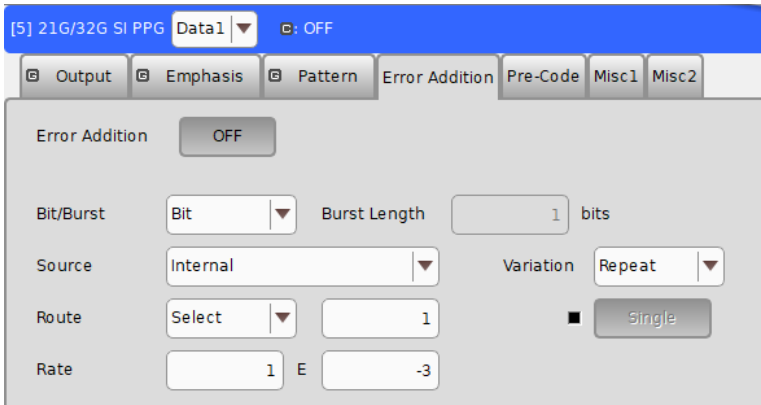 [5] 21G/32G SI PPG Data1 C: OFF
G Output G Emphasis G Pattern Error Addition Pre-Code Misc1 Misc2
Error Addition OFF
Bit/Burst Bit Burst Length 1 bits
Source Internal Variation Repeat
Route Select 1 Single
Rate 1 E -3